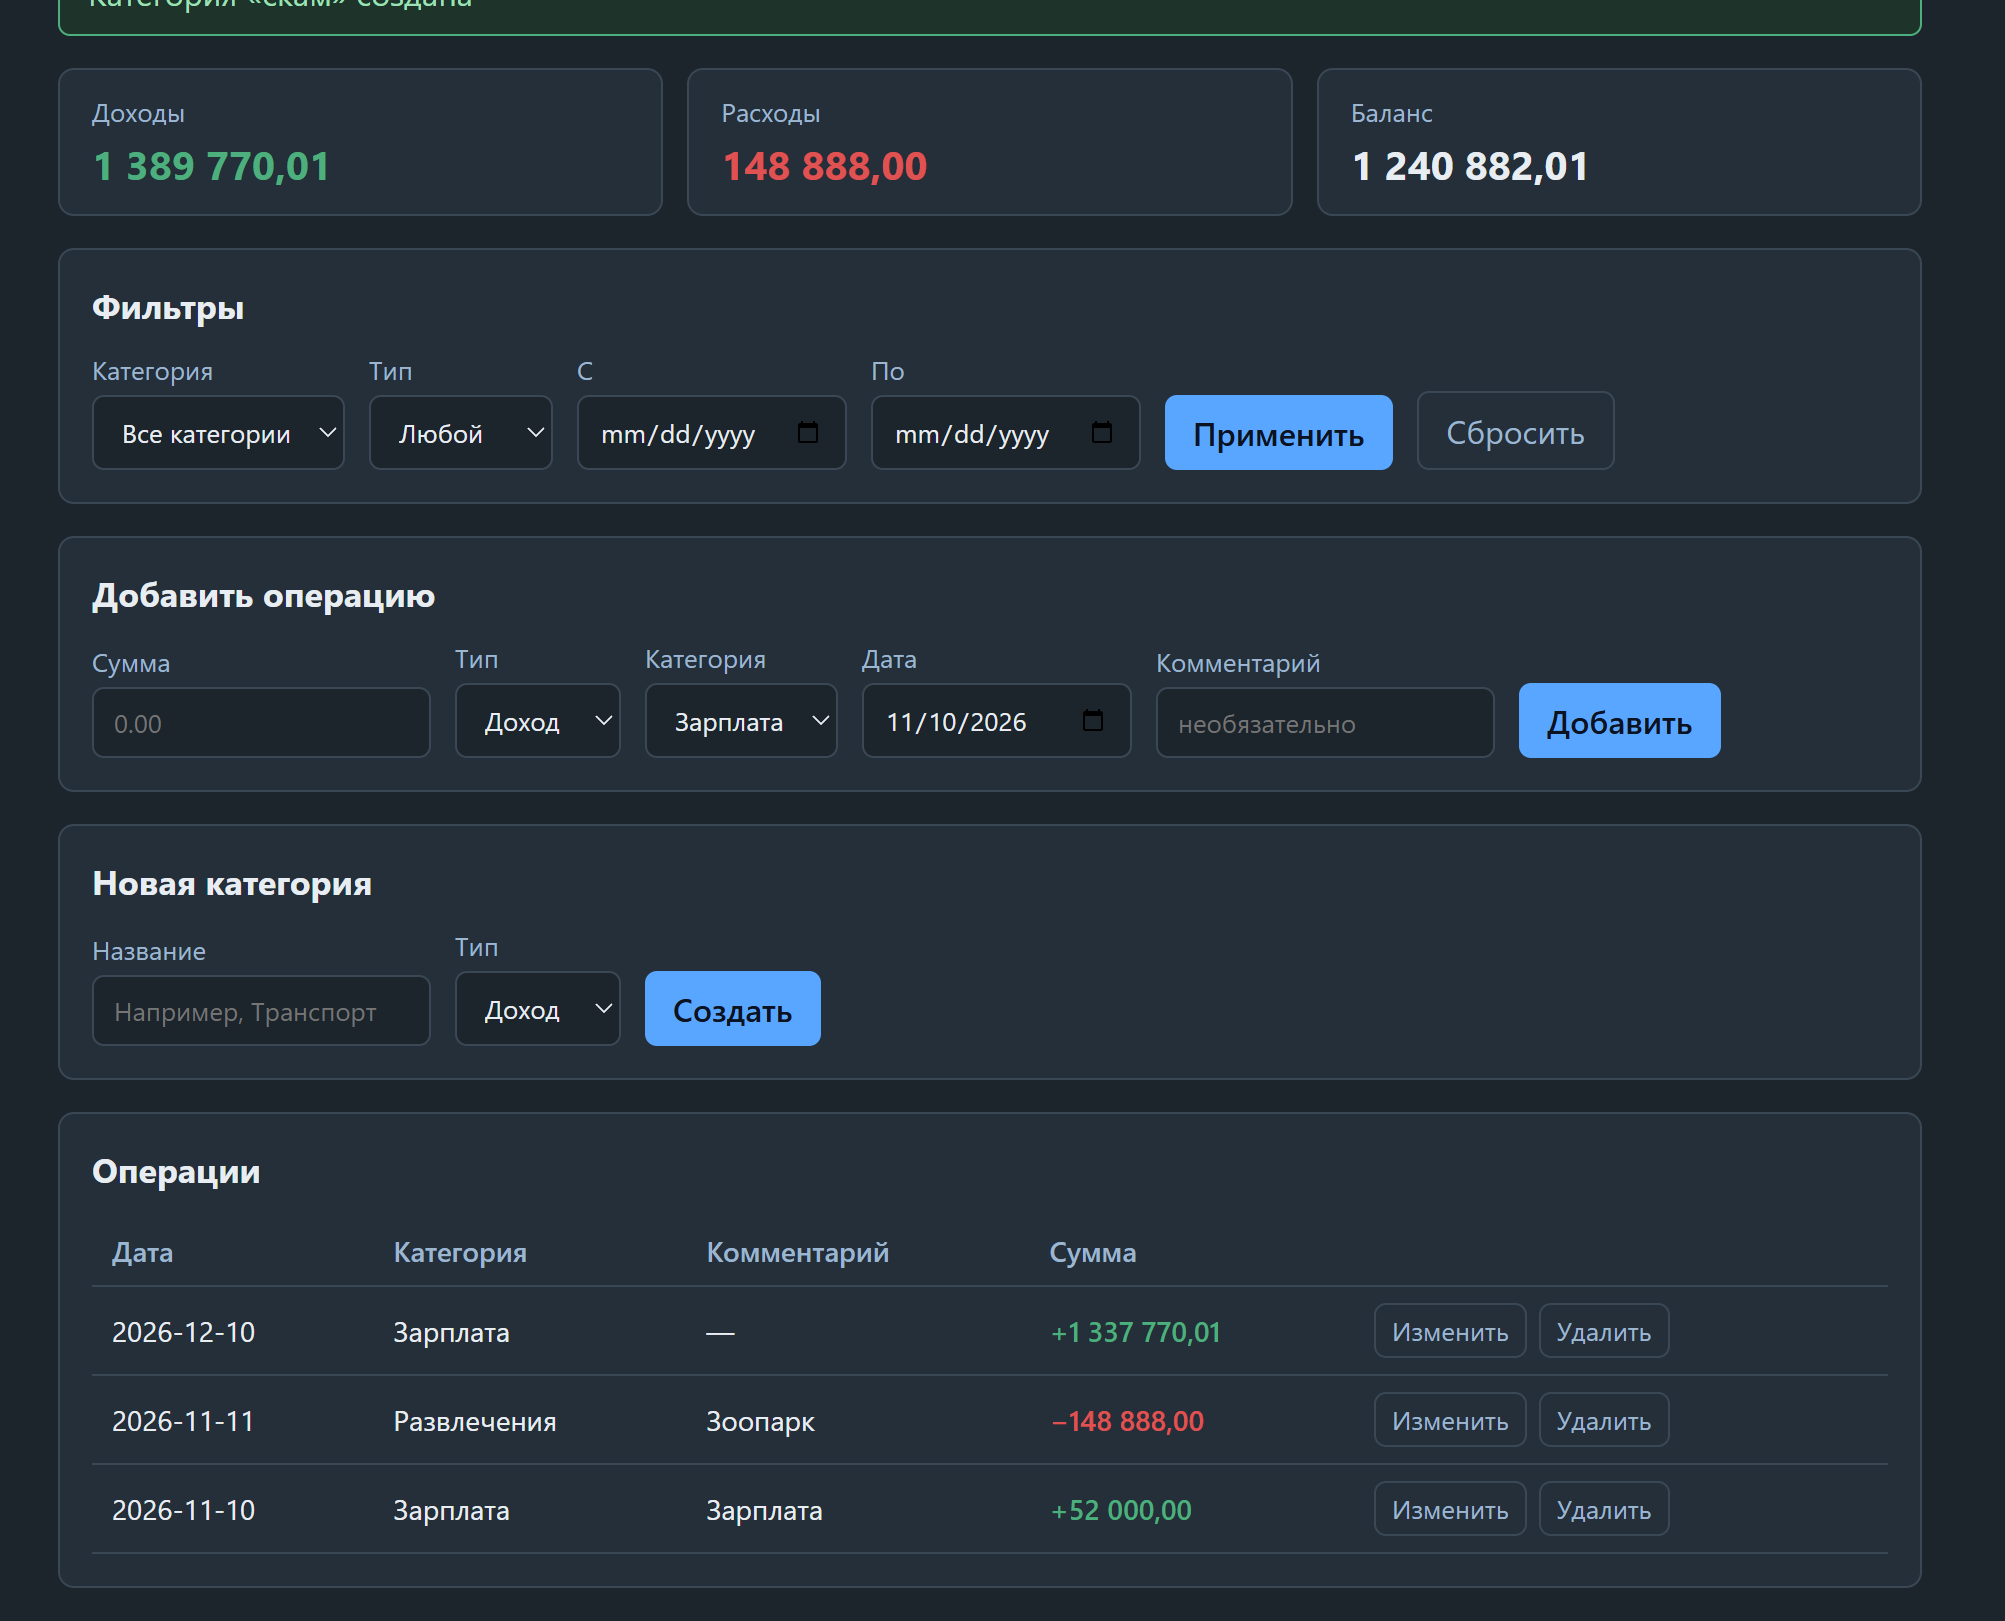 Категория «скам» создана
Доходы
1 389 770,01
Расходы
148 888,00
Баланс
1 240 882,01
Фильтры
Категория Тип С По
Все категории Любой mm/dd/yyyy mm/dd/yyyy Применить Сбросить
Добавить операцию
Сумма Тип Категория Дата Комментарий
0.00 Доход Зарплата 11/10/2026 необязательно Добавить
Новая категория
Название Тип
Например, Транспорт Доход Создать
Операции
Дата Категория Комментарий Сумма
2026-12-10 Зарплата — +1 337 770,01 Изменить Удалить
2026-11-11 Развлечения Зоопарк −148 888,00 Изменить Удалить
2026-11-10 Зарплата Зарплата +52 000,00 Изменить Удалить